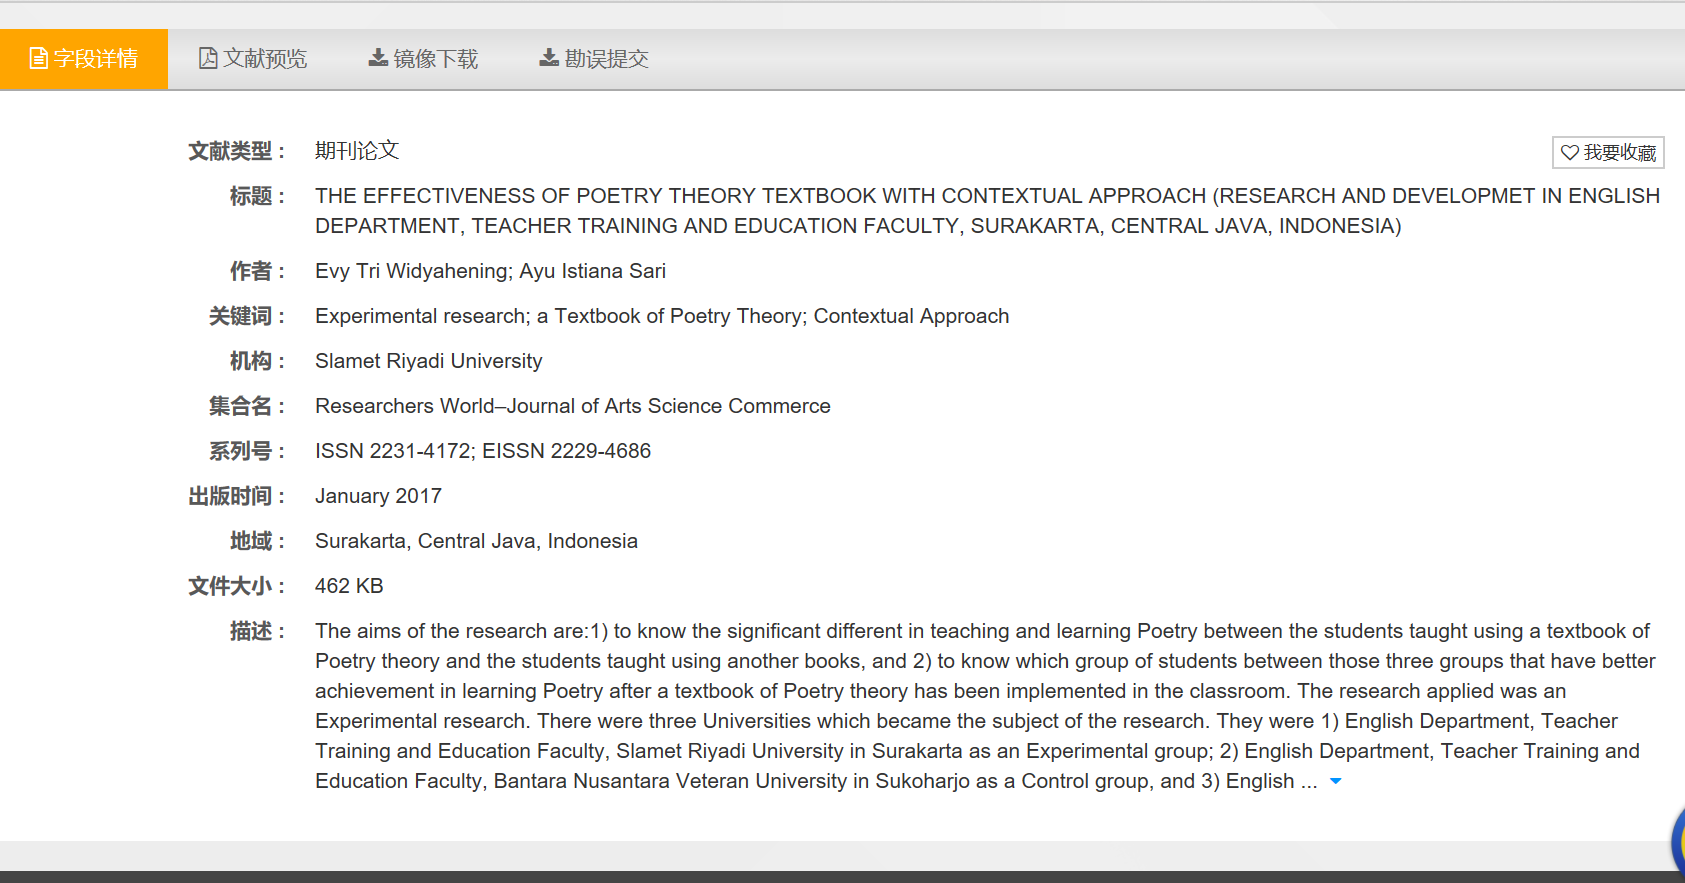 字段详情 文献预览 镜像下载 勘误提交
文献类型： 期刊论文 我要收藏
标题： THE EFFECTIVENESS OF POETRY THEORY TEXTBOOK WITH CONTEXTUAL APPROACH (RESEARCH AND DEVELOPMET IN ENGLISH
DEPARTMENT, TEACHER TRAINING AND EDUCATION FACULTY, SURAKARTA, CENTRAL JAVA, INDONESIA)
作者： Evy Tri Widyahening; Ayu Istiana Sari
关键词： Experimental research; a Textbook of Poetry Theory; Contextual Approach
机构： Slamet Riyadi University
集合名： Researchers World–Journal of Arts Science Commerce
系列号： ISSN 2231-4172; EISSN 2229-4686
出版时间： January 2017
地域： Surakarta, Central Java, Indonesia
文件大小： 462 KB
描述： The aims of the research are:1) to know the significant different in teaching and learning Poetry between the students taught using a textbook of
Poetry theory and the students taught using another books, and 2) to know which group of students between those three groups that have better
achievement in learning Poetry after a textbook of Poetry theory has been implemented in the classroom. The research applied was an
Experimental research. There were three Universities which became the subject of the research. They were 1) English Department, Teacher
Training and Education Faculty, Slamet Riyadi University in Surakarta as an Experimental group; 2) English Department, Teacher Training and
Education Faculty, Bantara Nusantara Veteran University in Sukoharjo as a Control group, and 3) English ...